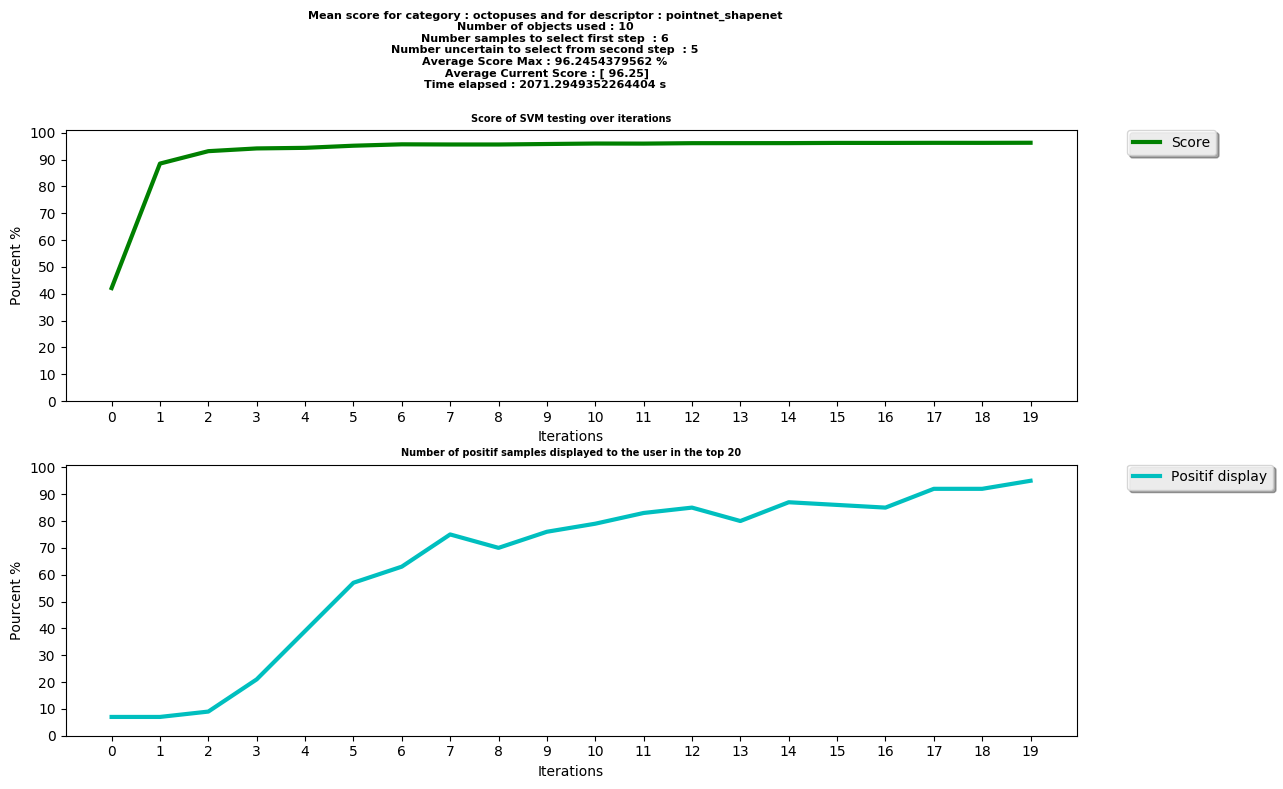 Mean score for category : octopuses and for descriptor : pointnet_shapenet
Number of objects used : 10
Number samples to select first step  : 6
Number uncertain to select from second step  : 5
Average Score Max : 96.2454379562 %
Average Current Score : [ 96.25]
Time elapsed : 2071.2949352264404 s
Score of SVM testing over iterations
100
90
80
70
60
50
40
30
20
10
0
Pourcent %
0 1 2 3 4 5 6 7 8 9 10 11 12 13 14 15 16 17 18 19
Iterations
Score
Number of positif samples displayed to the user in the top 20
100
90
80
70
60
50
40
30
20
10
0
Pourcent %
0 1 2 3 4 5 6 7 8 9 10 11 12 13 14 15 16 17 18 19
Iterations
Positif display